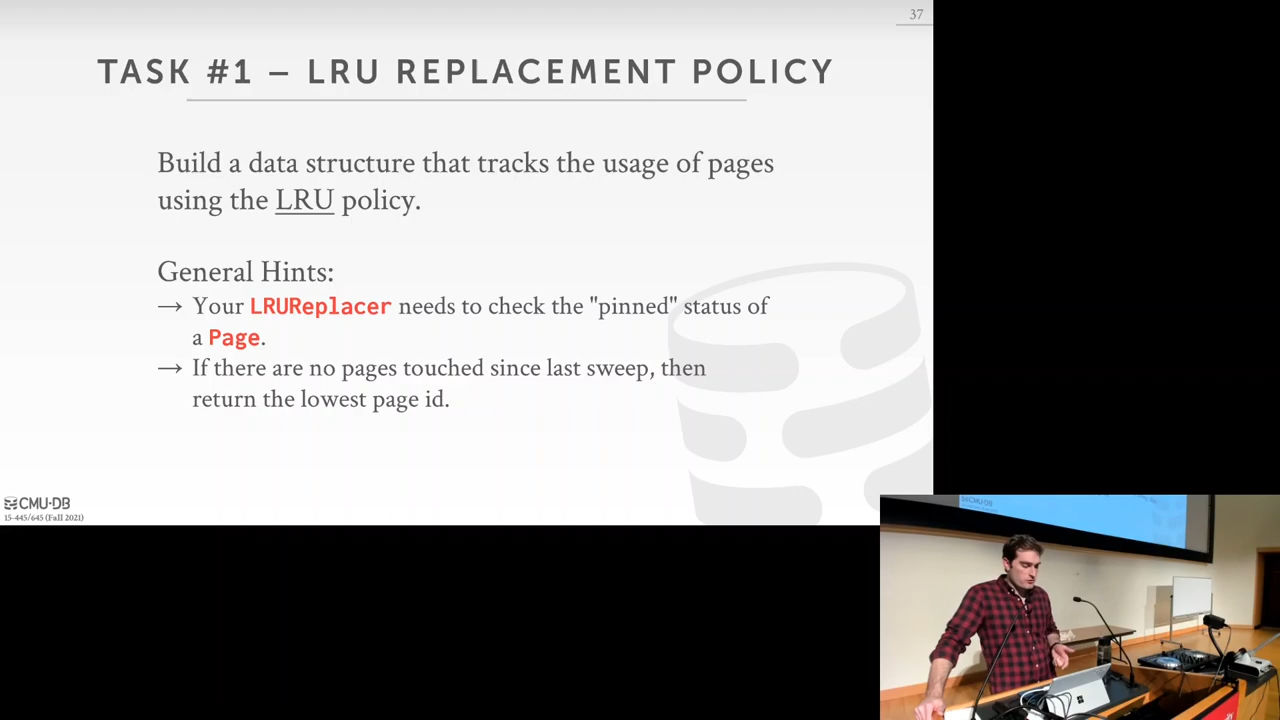 37
TASK #1 – LRU REPLACEMENT POLICY
Build a data structure that tracks the usage of pages
using the LRU policy.
General Hints:
→ Your LRUReplacer needs to check the "pinned" status of
a Page.
→ If there are no pages touched since last sweep, then
return the lowest page id.
CMU·DB
15-445/645 (Fall 2021)